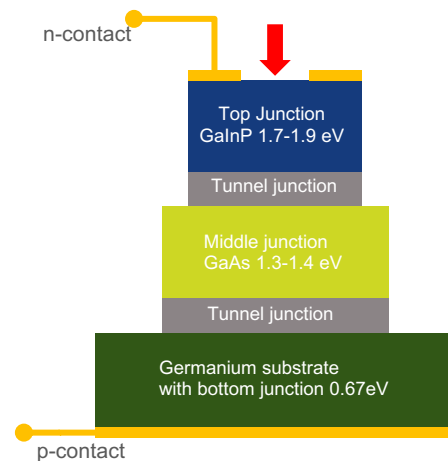 n-contact
Top Junction
GaInP 1.7-1.9 eV
Tunnel junction
Middle junction
GaAs 1.3-1.4 eV
Tunnel junction
Germanium substrate
with bottom junction 0.67eV
p-contact